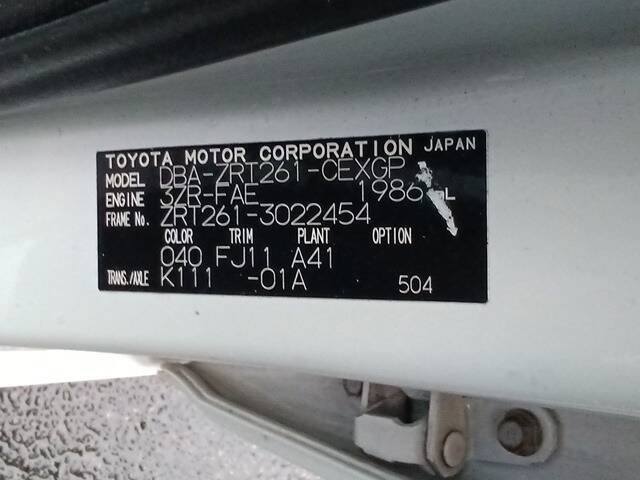 TOYOTA MOTOR CORPORATION JAPAN
MODEL DBA-ZRT261-CEXGP
ENGINE 3ZR-FAE 1986 L
FRAME No. ZRT261-3022454
COLOR TRIM PLANT OPTION
040 FJ11 A41
TRANS./AXLE K111 -01A 504